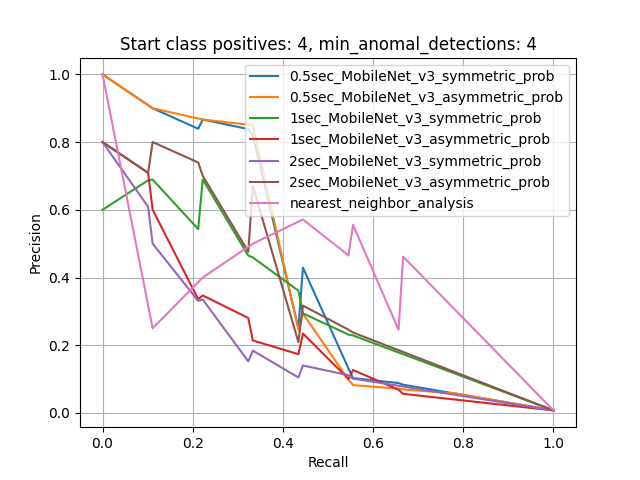 Start class positives: 4, min_anomal_detections: 4
1.0
0.8
0.6
0.4
0.2
0.0
Precision
0.5sec_MobileNet_v3_symmetric_prob
0.5sec_MobileNet_v3_asymmetric_prob
1sec_MobileNet_v3_symmetric_prob
1sec_MobileNet_v3_asymmetric_prob
2sec_MobileNet_v3_symmetric_prob
2sec_MobileNet_v3_asymmetric_prob
nearest_neighbor_analysis
0.0 0.2 0.4 0.6 0.8 1.0
Recall